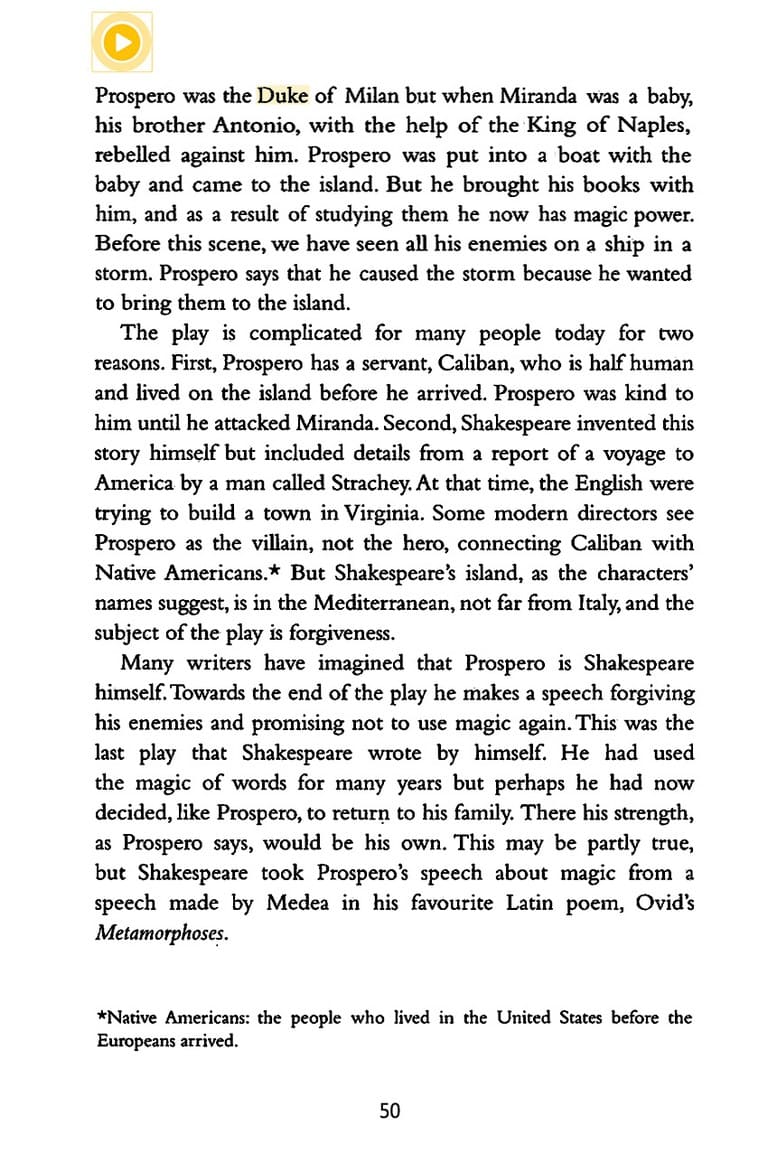 Prospero was the Duke of Milan but when Miranda was a baby,
his brother Antonio, with the help of the King of Naples,
rebelled against him. Prospero was put into a boat with the
baby and came to the island. But he brought his books with
him, and as a result of studying them he now has magic power.
Before this scene, we have seen all his enemies on a ship in a
storm. Prospero says that he caused the storm because he wanted
to bring them to the island.
The play is complicated for many people today for two
reasons. First, Prospero has a servant, Caliban, who is half human
and lived on the island before he arrived. Prospero was kind to
him until he attacked Miranda. Second, Shakespeare invented this
story himself but included details from a report of a voyage to
America by a man called Strachey. At that time, the English were
trying to build a town in Virginia. Some modern directors see
Prospero as the villain, not the hero, connecting Caliban with
Native Americans.★ But Shakespeare's island, as the characters'
names suggest, is in the Mediterranean, not far from Italy, and the
subject of the play is forgiveness.
Many writers have imagined that Prospero is Shakespeare
himself. Towards the end of the play he makes a speech forgiving
his enemies and promising not to use magic again. This was the
last play that Shakespeare wrote by himself. He had used
the magic of words for many years but perhaps he had now
decided, like Prospero, to return to his family. There his strength,
as Prospero says, would be his own. This may be partly true,
but Shakespeare took Prospero's speech about magic from a
speech made by Medea in his favourite Latin poem, Ovid's
Metamorphoses.
★Native Americans: the people who lived in the United States before the
Europeans arrived.
50